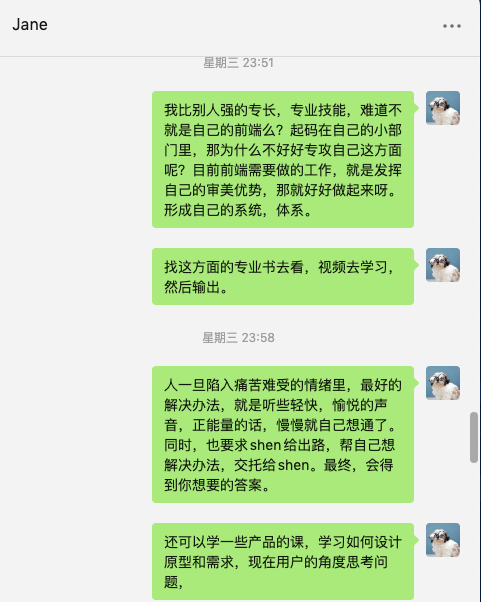 Jane
星期三 23:51
我比别人强的专长，专业技能，难道不
就是自己的前端么？起码在自己的小部
门里，那为什么不好好专攻自己这方面
呢？目前前端需要做的工作，就是发挥
自己的审美优势，那就好好做起来呀。
形成自己的系统，体系。
找这方面的专业书去看，视频去学习，
然后输出。
星期三 23:58
人一旦陷入痛苦难受的情绪里，最好的
解决办法，就是听些轻快，愉悦的声
音，正能量的话，慢慢就自己想通了。
同时，也要求shen给出路，帮自己想
解决办法，交托给shen。最终，会得
到你想要的答案。
还可以学一些产品的课，学习如何设计
原型和需求，现在用户的角度思考问
题，